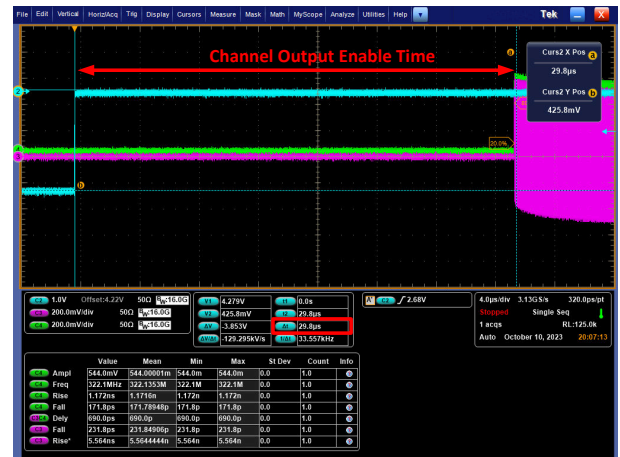 File Edit Vertical Horiz/Acq Trig Display Cursors Measure Mask Math MyScope Analyze Utilities Help Tek
Channel Output Enable Time
a
Curs2 X Pos a
29.8µs
Curs2 Y Pos b
425.8mV
2
20.0%
3
b
C2 1.0V Offset:4.22V 50Ω BW:16.0G
C3 200.0mV/div 50Ω BW:16.0G
C4 200.0mV/div 50Ω BW:16.0G
V1 4.279V t1 0.0s
V2 425.8mV t2 29.8µs
ΔV -3.853V Δt 29.8µs
ΔV/Δt -129.295kV/s 1/Δt 33.557kHz
A' C2 2.68V
4.0µs/div 3.13GS/s 320.0ps/pt
Stopped Single Seq
1 acqs RL:125.0k
Auto October 10, 2023 20:07:13
Value Mean Min Max St Dev Count Info
C4 Ampl 544.0mV 544.00001m 544.0m 544.0m 0.0 1.0
C4 Freq 322.1MHz 322.1353M 322.1M 322.1M 0.0 1.0
C4 Rise 1.172ns 1.1716n 1.172n 1.172n 0.0 1.0
C4 Fall 171.8ps 171.78948p 171.8p 171.8p 0.0 1.0
Dely 690.0ps 690.0p 690.0p 690.0p 0.0 1.0
C3 Fall 231.8ps 231.84906p 231.8p 231.8p 0.0 1.0
C3 Rise* 5.564ns 5.5644444n 5.564n 5.564n 0.0 1.0